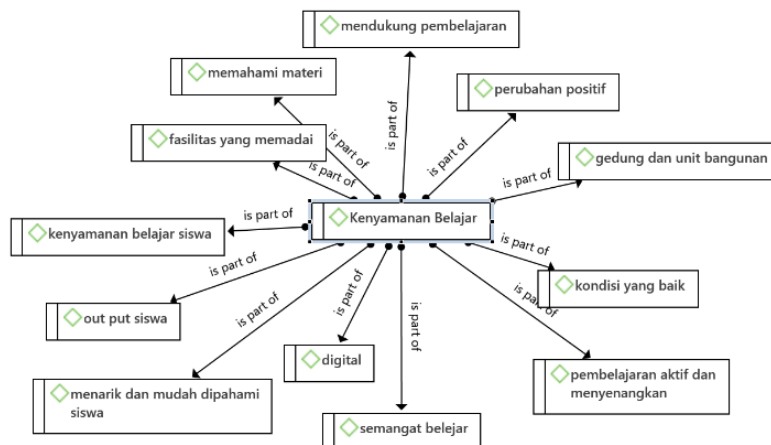 mendukung pembelajaran
memahami materi
perubahan positif
is part of
is part of
is part of
fasilitas yang memadai
is part of
gedung dan unit bangunan
is part of
Kenyamanan Belajar
kenyamanan belajar siswa
is part of
is part of
kondisi yang baik
is part of
out put siswa
is part of
is part of
is part of
is part of
digital
pembelajaran aktif dan
menyenangkan
menarik dan mudah dipahami
siswa
semangat belejar